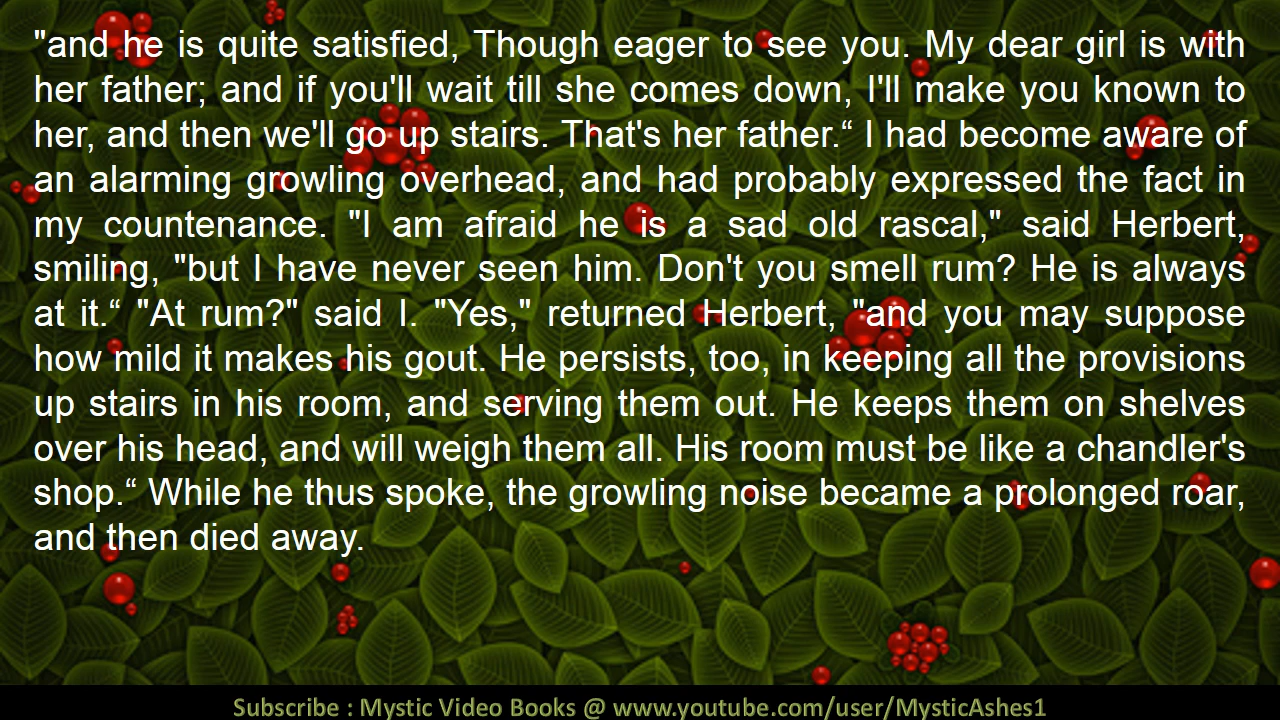 "and he is quite satisfied, Though eager to see you. My dear girl is with
her father; and if you'll wait till she comes down, I'll make you known to
her, and then we'll go up stairs. That's her father.“ I had become aware of
an alarming growling overhead, and had probably expressed the fact in
my countenance. "I am afraid he is a sad old rascal," said Herbert,
smiling, "but I have never seen him. Don't you smell rum? He is always
at it.“ "At rum?" said I. "Yes," returned Herbert, "and you may suppose
how mild it makes his gout. He persists, too, in keeping all the provisions
up stairs in his room, and serving them out. He keeps them on shelves
over his head, and will weigh them all. His room must be like a chandler's
shop.“ While he thus spoke, the growling noise became a prolonged roar,
and then died away.
Subscribe : Mystic Video Books @ www.youtube.com/user/MysticAshes1